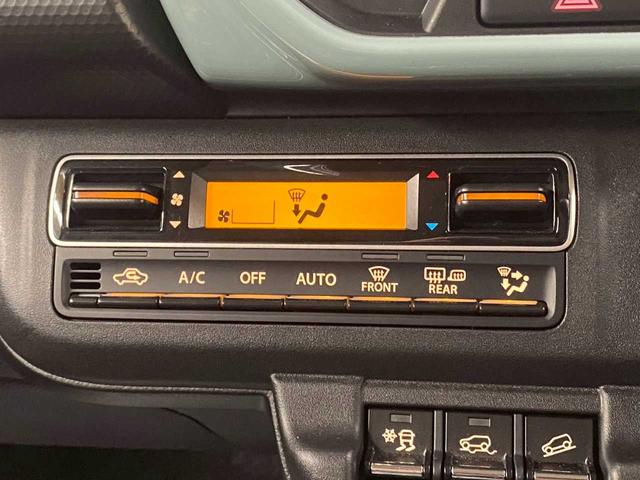 A/C OFF AUTO FRONT REAR